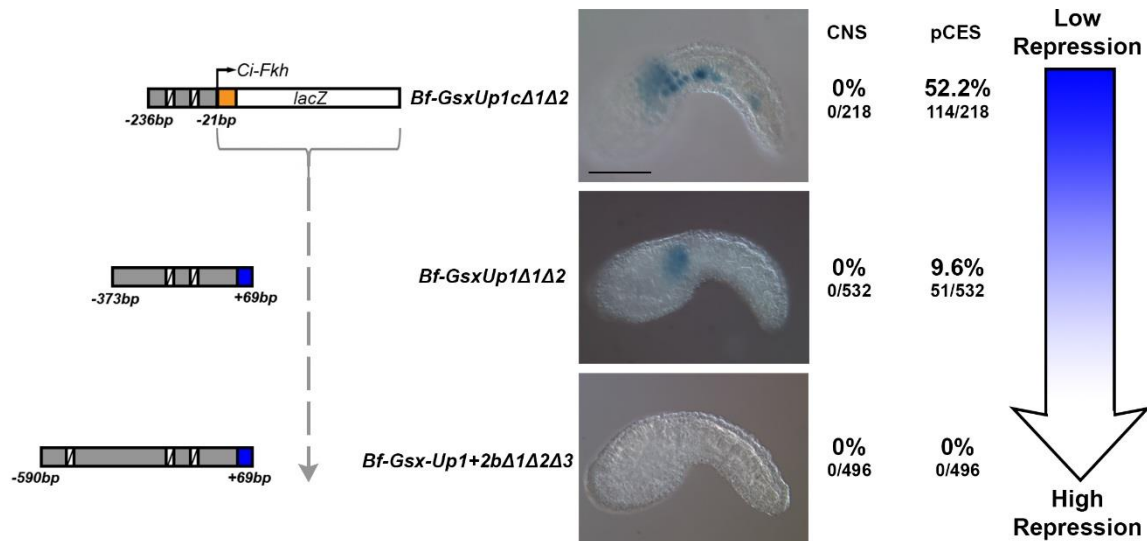 CNS pCES
Low
Repression
Ci-Fkh
lacZ
-236bp -21bp
Bf-GsxUp1cΔ1Δ2
0% 52.2%
0/218 114/218
-373bp +69bp
Bf-GsxUp1Δ1Δ2
0% 9.6%
0/532 51/532
-590bp +69bp
Bf-Gsx-Up1+2bΔ1Δ2Δ3
0% 0%
0/496 0/496
High
Repression